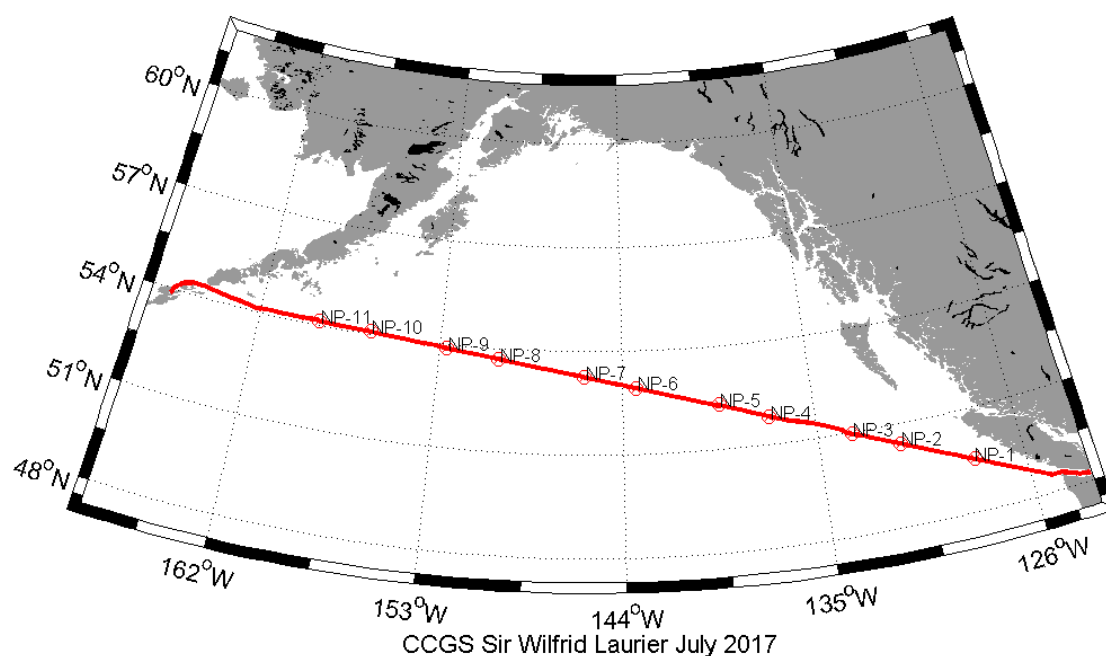 60°N
57°N
54°N
51°N
48°N
NP-11
NP-10
NP-9
NP-8
NP-7
NP-6
NP-5
NP-4
NP-3
NP-2
NP-1
162°W
153°W
144°W
135°W
126°W
CCGS Sir Wilfrid Laurier July 2017